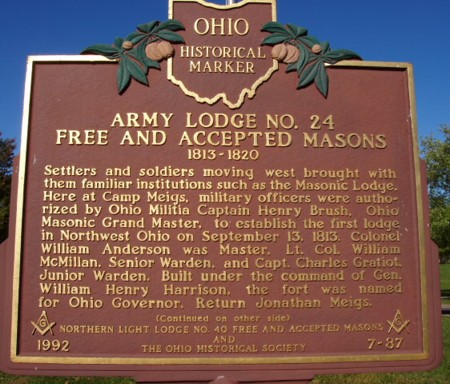 OHIO
HISTORICAL
MARKER
ARMY LODGE NO. 24
FREE AND ACCEPTED MASONS
1813-1820
Settlers and soldiers moving west brought with
them familiar institutions such as the Masonic Lodge.
Here at Camp Meigs, military officers were autho-
rized by Ohio Militia Captain Henry Brush, Ohio
Masonic Grand Master, to establish the first lodge
in Northwest Ohio on September 13, 1813. Colonel
William Anderson was Master, Lt. Col. William
McMillan, Senior Warden, and Capt. Charles Gratiot,
Junior Warden. Built under the command of Gen.
William Henry Harrison, the fort was named
for Ohio Governor, Return Jonathan Meigs.
(Continued on other side)
NORTHERN LIGHT LODGE NO. 40 FREE AND ACCEPTED MASONS
AND
THE OHIO HISTORICAL SOCIETY
1992
7-87